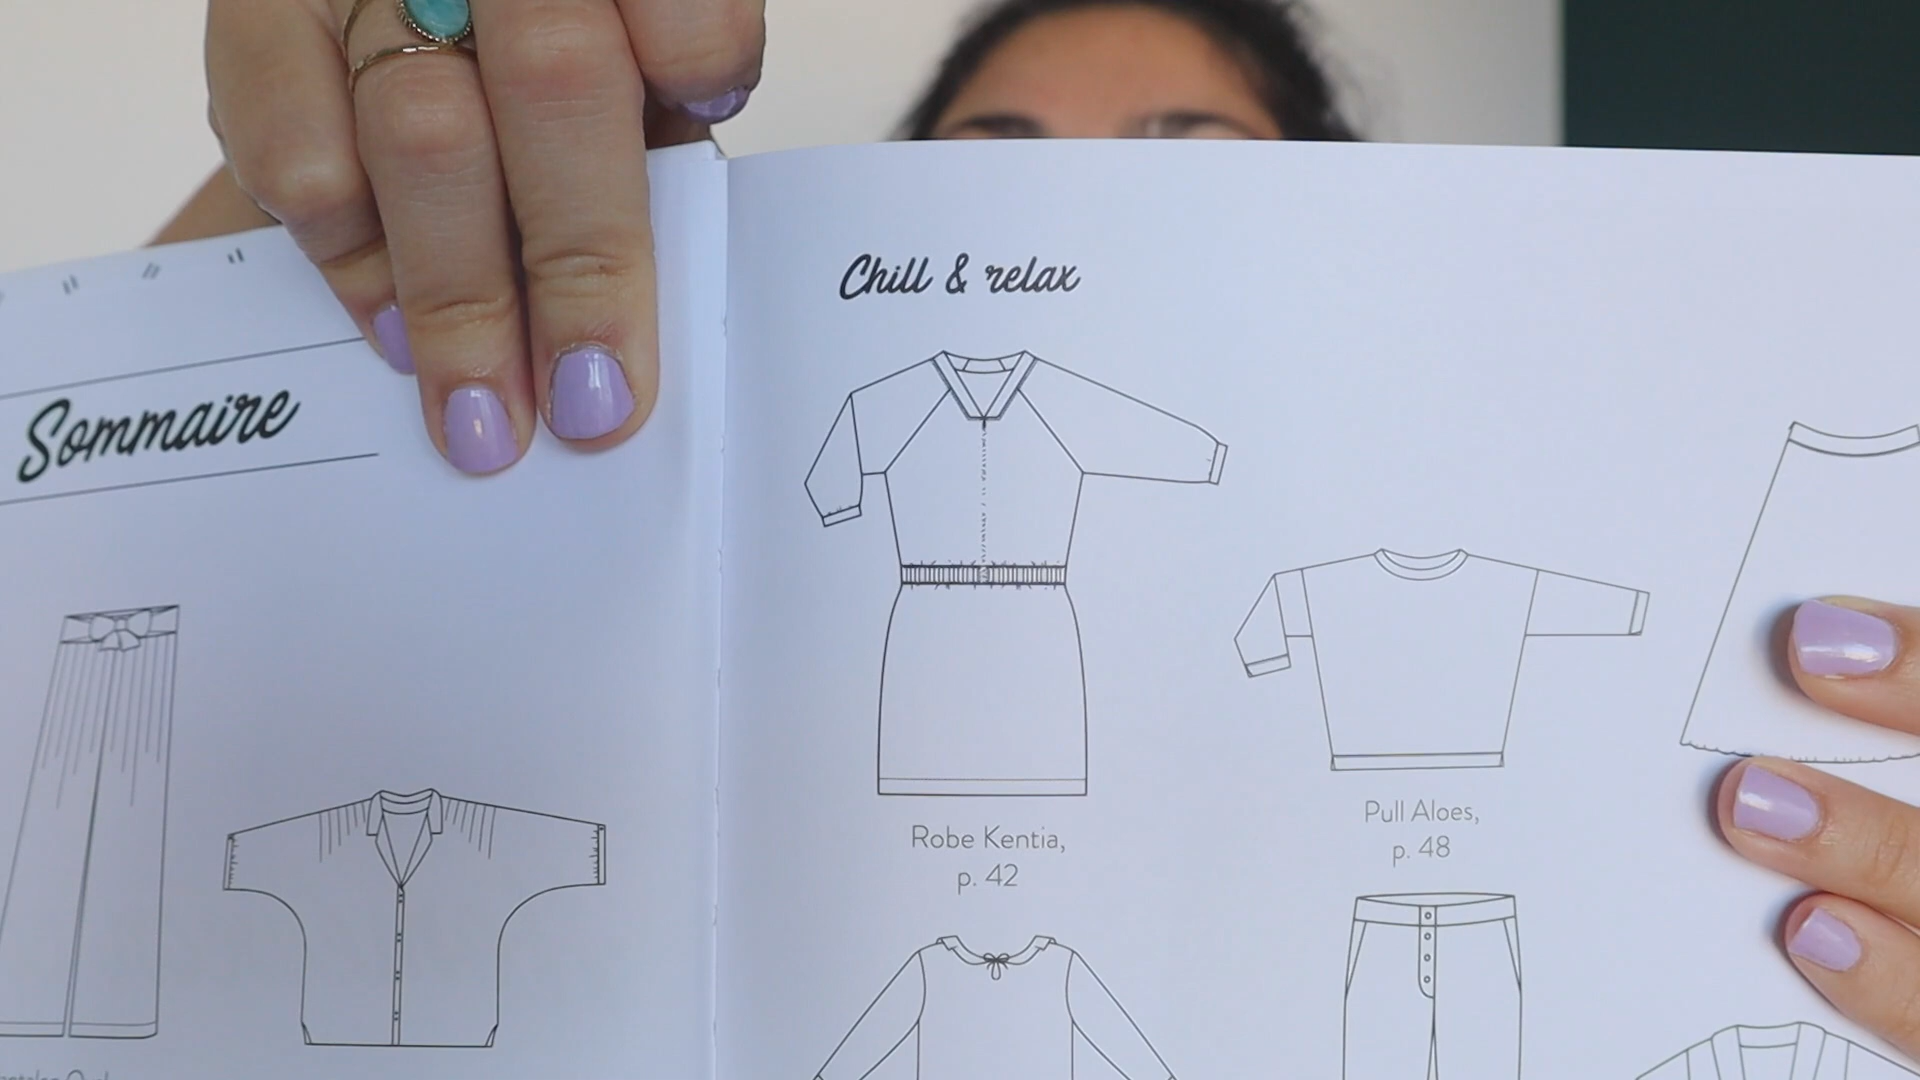 Sommaire
Chill & relax
Robe Kentia,
p. 42
Pull Aloes,
p. 48